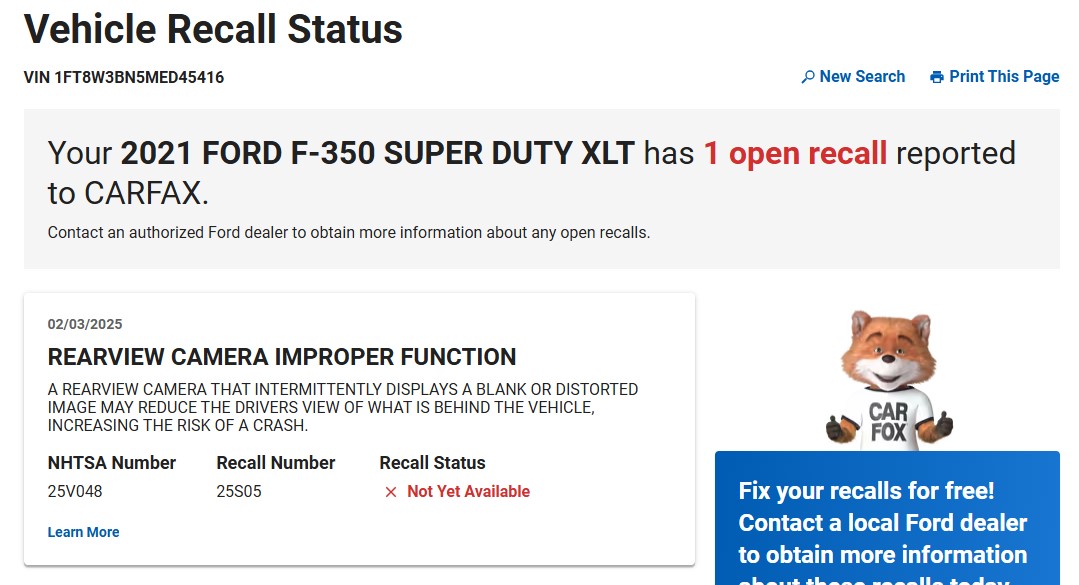 Vehicle Recall Status
VIN 1FT8W3BN5MED45416
New Search
Print This Page
Your 2021 FORD F-350 SUPER DUTY XLT has 1 open recall reported
to CARFAX.
Contact an authorized Ford dealer to obtain more information about any open recalls.
02/03/2025
REARVIEW CAMERA IMPROPER FUNCTION
A REARVIEW CAMERA THAT INTERMITTENTLY DISPLAYS A BLANK OR DISTORTED
IMAGE MAY REDUCE THE DRIVERS VIEW OF WHAT IS BEHIND THE VEHICLE,
INCREASING THE RISK OF A CRASH.
NHTSA Number
Recall Number
Recall Status
25V048
25S05
Not Yet Available
Learn More
CAR
FOX
Fix your recalls for free!
Contact a local Ford dealer
to obtain more information
about these recalls today